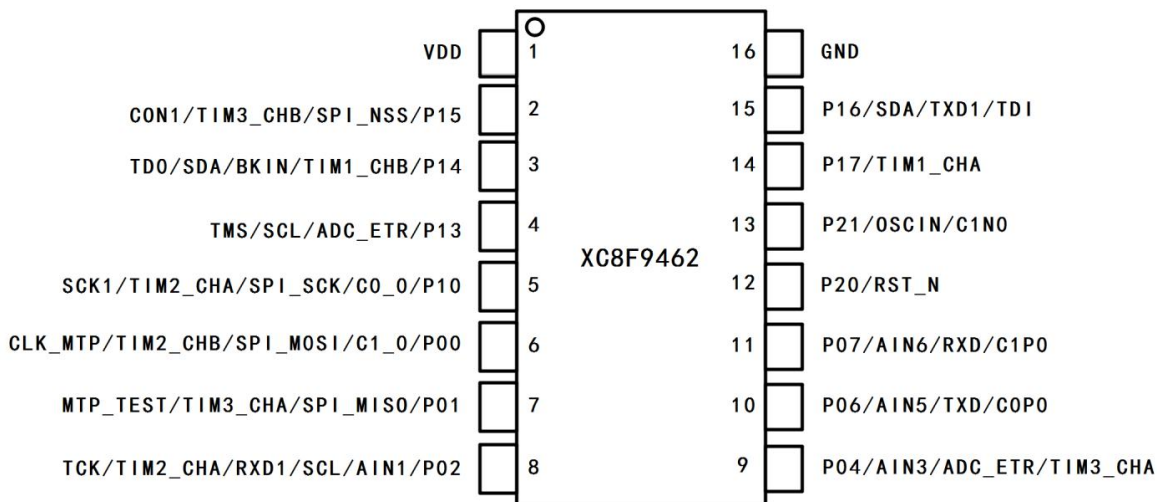 VDD 1 16 GND
CON1/TIM3_CHB/SPI_NSS/P15 2 15 P16/SDA/TXD1/TDI
TDO/SDA/BKIN/TIM1_CHB/P14 3 14 P17/TIM1_CHA
TMS/SCL/ADC_ETR/P13 4 13 P21/OSCIN/C1N0
XC8F9462
SCK1/TIM2_CHA/SPI_SCK/C0_O/P10 5 12 P20/RST_N
CLK_MTP/TIM2_CHB/SPI_MOSI/C1_O/P00 6 11 P07/AIN6/RXD/C1P0
MTP_TEST/TIM3_CHA/SPI_MISO/P01 7 10 P06/AIN5/TXD/C0P0
TCK/TIM2_CHA/RXD1/SCL/AIN1/P02 8 9 P04/AIN3/ADC_ETR/TIM3_CHA